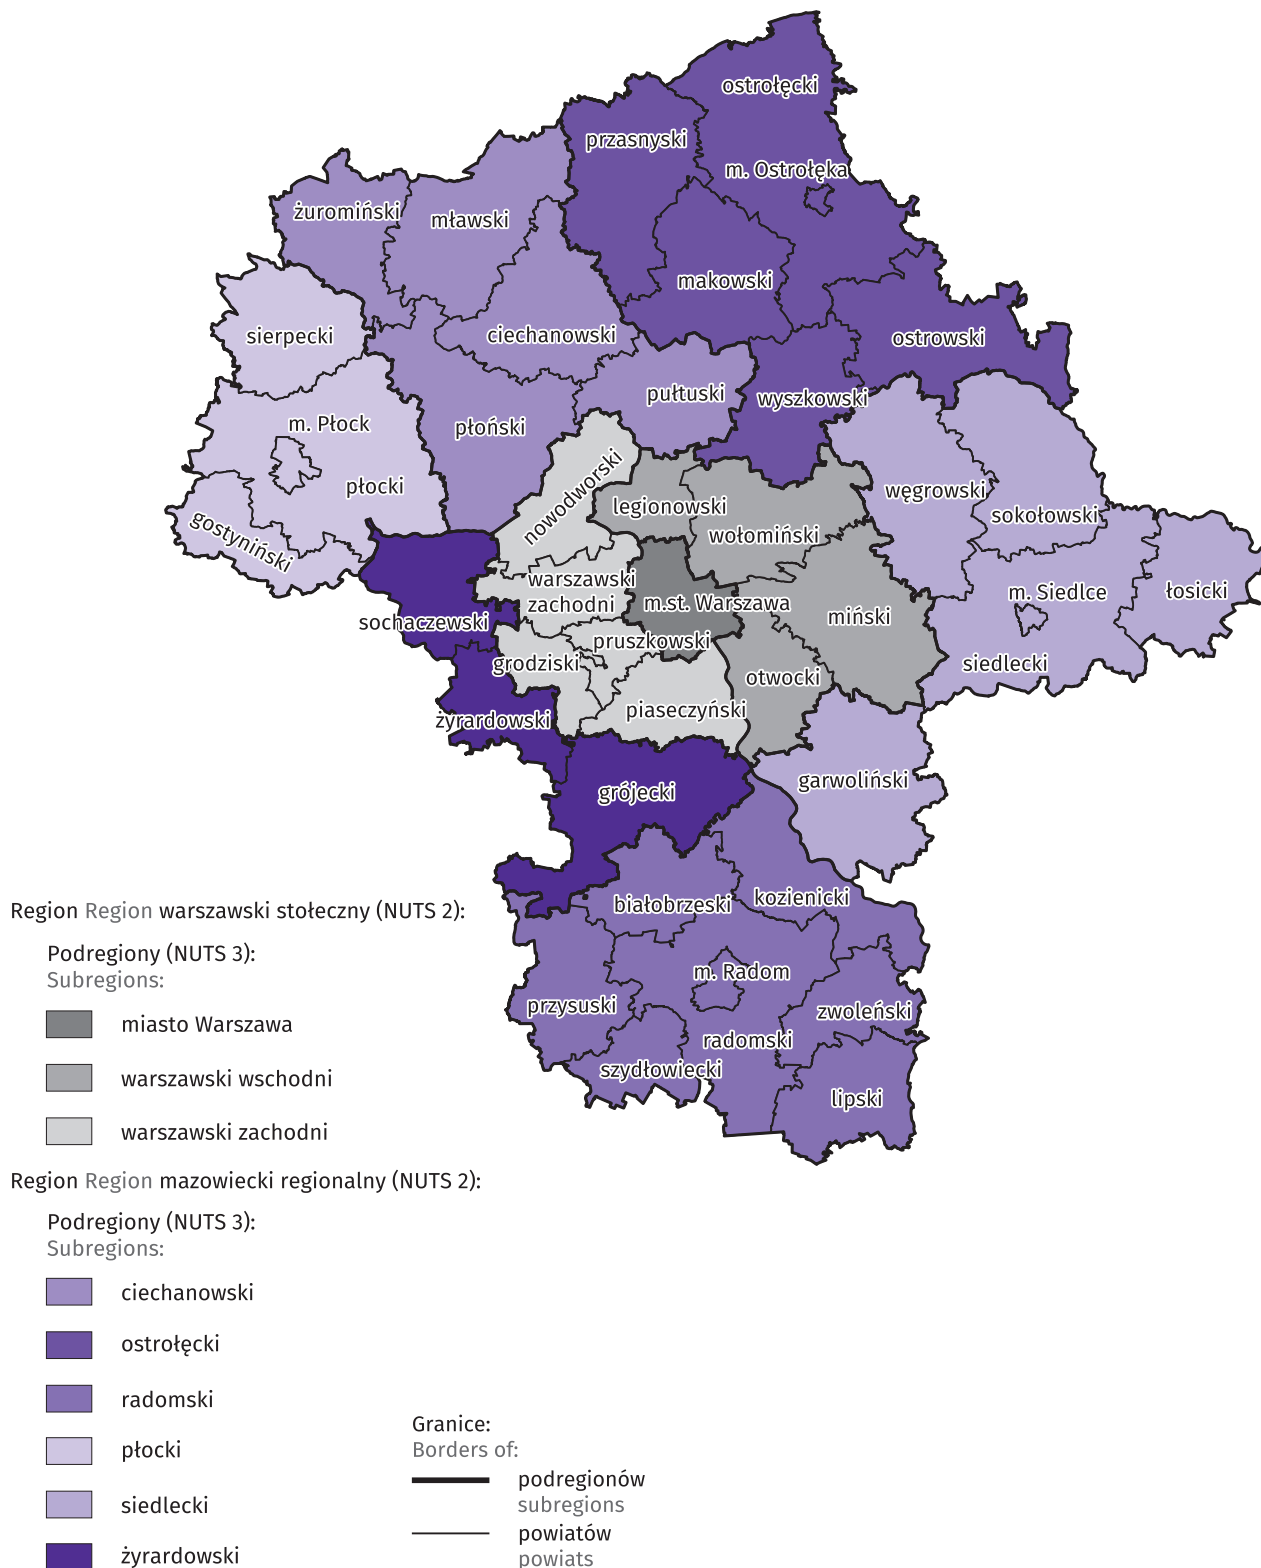 ostrołęcki
przasnyski
m. Ostrołęka
żuromiński
mławski
makowski
sierpecki
ciechanowski
ostrowski
pułtuski
wyszkowski
m. Płock
płoński
płocki
nowodworski
legionowski
węgrowski
sokołowski
gostyniński
wołomiński
warszawski
zachodni
m.st. Warszawa
m. Siedlce
łosicki
sochaczewski
miński
pruszkowski
grodziski
siedlecki
otwocki
żyrardowski
piaseczyński
grójecki
garwoliński
białobrzeski
kozienicki
m. Radom
przysuski
zwoleński
radomski
szydłowiecki
lipski
Region Region warszawski stołeczny (NUTS 2):
Podregiony (NUTS 3):
Subregions:
miasto Warszawa
warszawski wschodni
warszawski zachodni
Region Region mazowiecki regionalny (NUTS 2):
Podregiony (NUTS 3):
Subregions:
ciechanowski
ostrołęcki
radomski
płocki
siedlecki
żyrardowski
Granice:
Borders of:
podregionów
subregions
powiatów
powiats